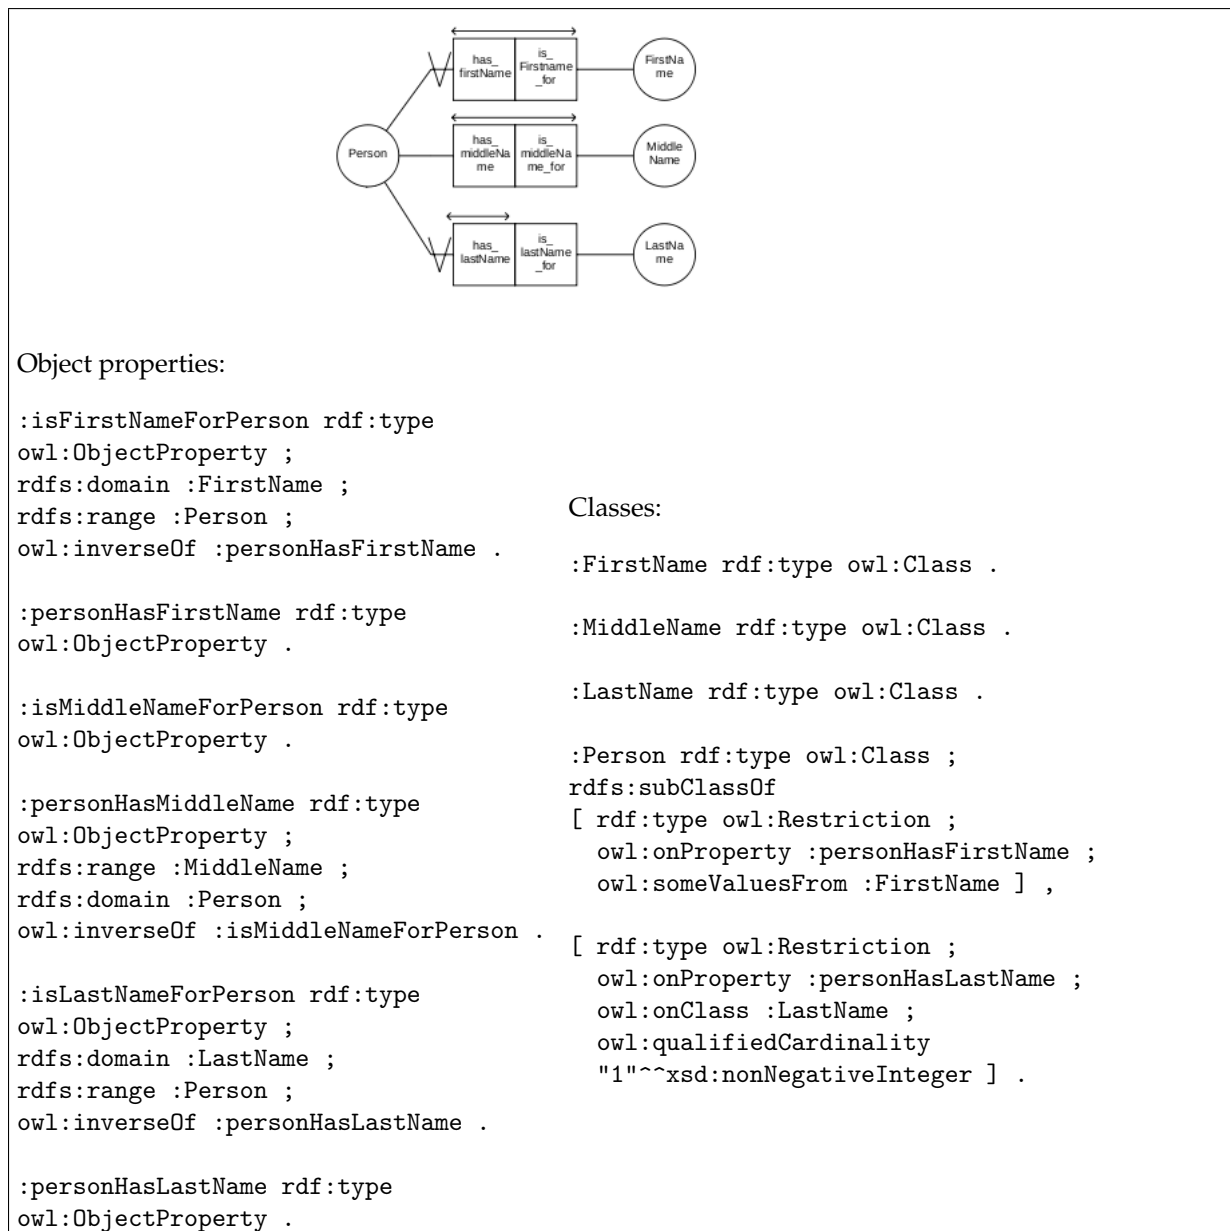 has_
firstName
is_
Firstname
_for
FirstNa
me
Person
has_
middleNa
me
is_
middleNa
me_for
Middle
Name
has_
lastName
is_
lastName
_for
LastNa
me
Object properties:
:isFirstNameForPerson rdf:type
owl:ObjectProperty ;
rdfs:domain :FirstName ;
rdfs:range :Person ;
owl:inverseOf :personHasFirstName .
:personHasFirstName rdf:type
owl:ObjectProperty .
:isMiddleNameForPerson rdf:type
owl:ObjectProperty .
:personHasMiddleName rdf:type
owl:ObjectProperty ;
rdfs:range :MiddleName ;
rdfs:domain :Person ;
owl:inverseOf :isMiddleNameForPerson .
:isLastNameForPerson rdf:type
owl:ObjectProperty ;
rdfs:domain :LastName ;
rdfs:range :Person ;
owl:inverseOf :personHasLastName .
:personHasLastName rdf:type
owl:ObjectProperty .
Classes:
:FirstName rdf:type owl:Class .
:MiddleName rdf:type owl:Class .
:LastName rdf:type owl:Class .
:Person rdf:type owl:Class ;
rdfs:subClassOf
[ rdf:type owl:Restriction ;
owl:onProperty :personHasFirstName ;
owl:someValuesFrom :FirstName ] ,
[ rdf:type owl:Restriction ;
owl:onProperty :personHasLastName ;
owl:onClass :LastName ;
owl:qualifiedCardinality
"1"^^xsd:nonNegativeInteger ] .